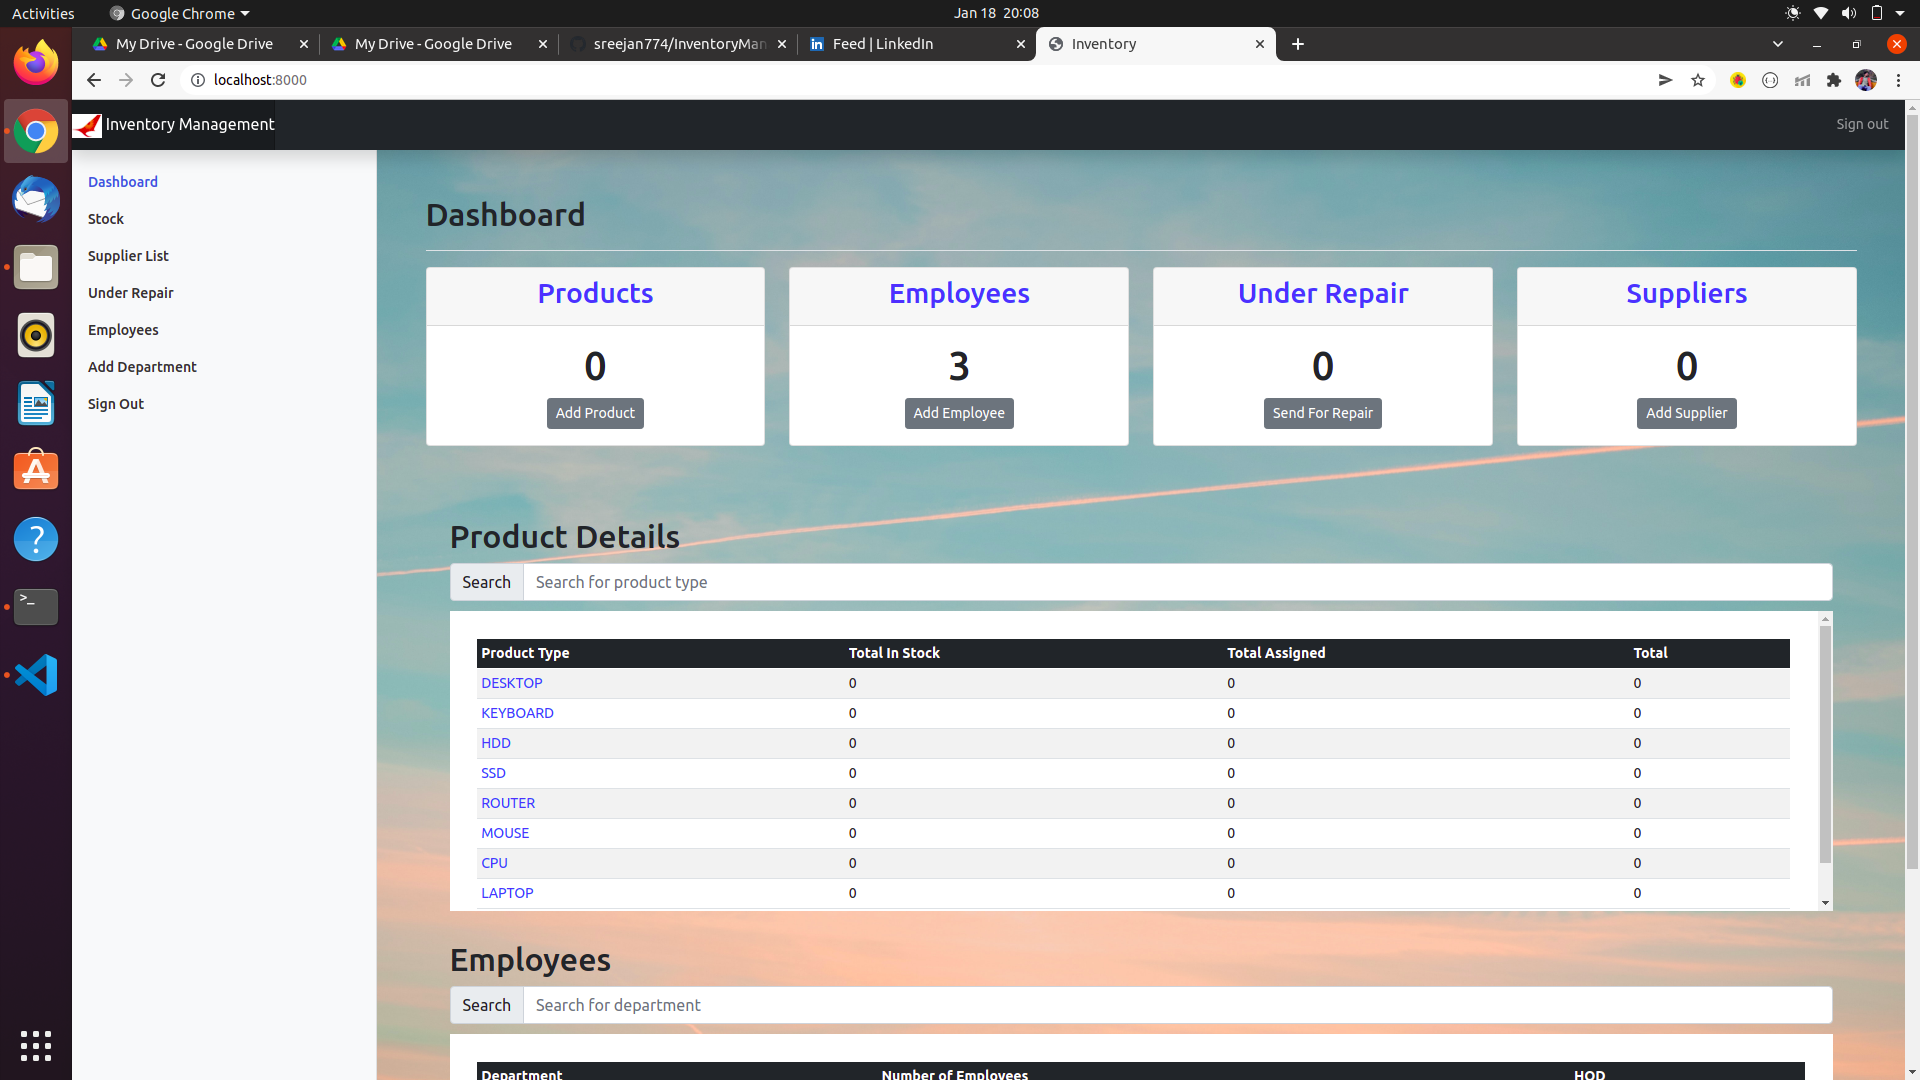 Activities
Google Chrome
Jan 18 20:08
My Drive - Google Drive
My Drive - Google Drive
sreejan774/InventoryMan
Feed | LinkedIn
Inventory
localhost:8000
Inventory Management
Sign out
Dashboard
Stock
Supplier List
Under Repair
Employees
Add Department
Sign Out
Dashboard
Products
Employees
Under Repair
Suppliers
0
3
0
0
Add Product
Add Employee
Send For Repair
Add Supplier
Product Details
Search
Search for product type
Product Type Total In Stock Total Assigned Total
DESKTOP 0 0 0
KEYBOARD 0 0 0
HDD 0 0 0
SSD 0 0 0
ROUTER 0 0 0
MOUSE 0 0 0
CPU 0 0 0
LAPTOP 0 0 0
Employees
Search
Search for department
Department Number of Employees HOD